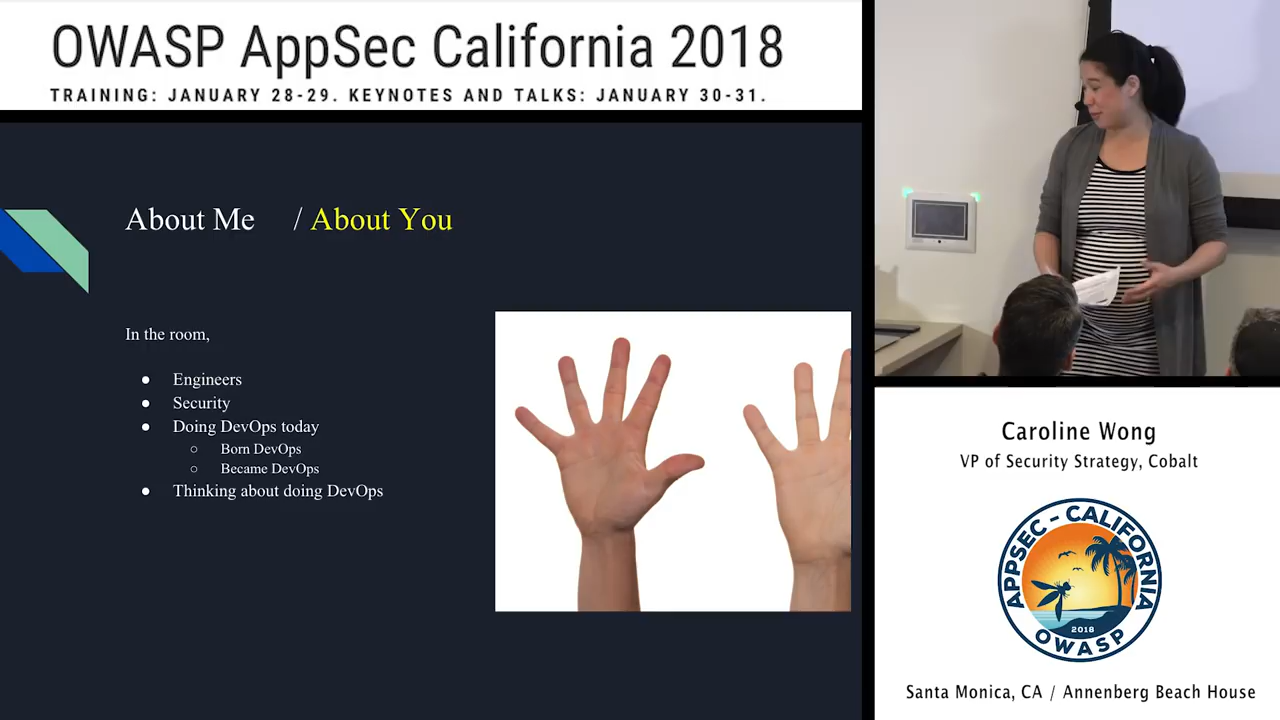 OWASP AppSec California 2018
TRAINING: JANUARY 28-29. KEYNOTES AND TALKS: JANUARY 30-31.
About Me / About You
In the room,
● Engineers
● Security
● Doing DevOps today
○ Born DevOps
○ Became DevOps
● Thinking about doing DevOps
Caroline Wong
VP of Security Strategy, Cobalt
APPSEC - CALIFORNIA
2018
OWASP
Santa Monica, CA / Annenberg Beach House